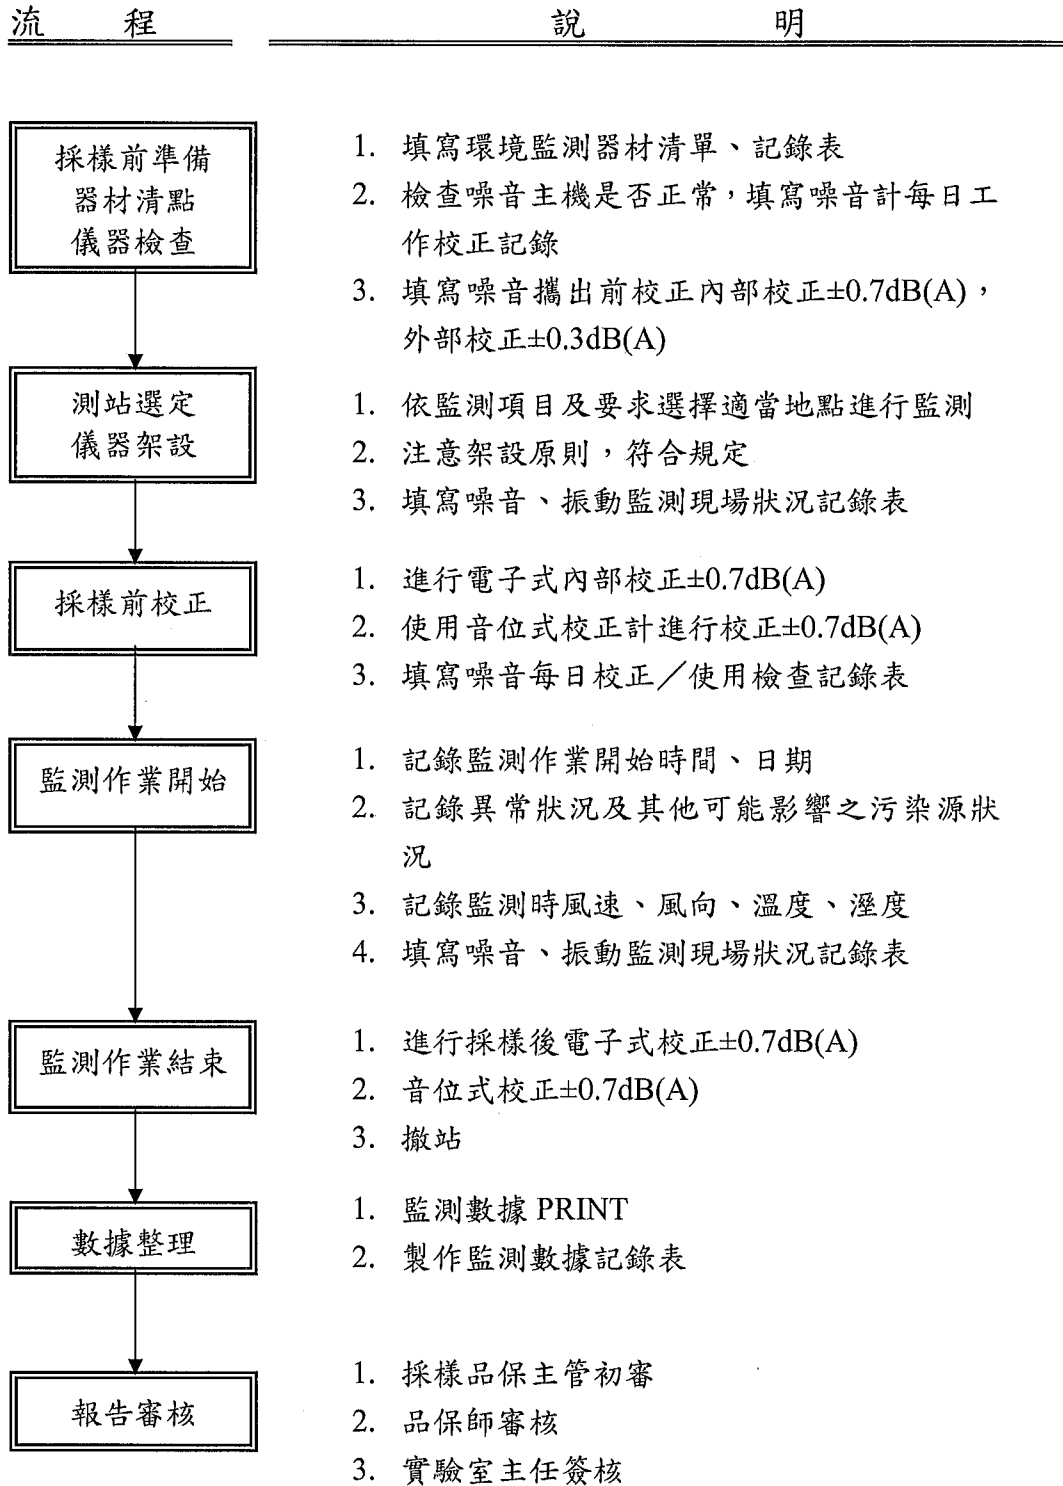 流 程 說 明
採樣前準備
器材清點
儀器檢查
1. 填寫環境監測器材清單、記錄表
2. 檢查噪音主機是否正常，填寫噪音計每日工
作校正記錄
3. 填寫噪音攜出前校正內部校正±0.7dB(A)，
外部校正±0.3dB(A)
測站選定
儀器架設
1. 依監測項目及要求選擇適當地點進行監測
2. 注意架設原則，符合規定
3. 填寫噪音、振動監測現場狀況記錄表
採樣前校正
1. 進行電子式內部校正±0.7dB(A)
2. 使用音位式校正計進行校正±0.7dB(A)
3. 填寫噪音每日校正／使用檢查記錄表
監測作業開始
1. 記錄監測作業開始時間、日期
2. 記錄異常狀況及其他可能影響之污染源狀
況
3. 記錄監測時風速、風向、溫度、溼度
4. 填寫噪音、振動監測現場狀況記錄表
監測作業結束
1. 進行採樣後電子式校正±0.7dB(A)
2. 音位式校正±0.7dB(A)
3. 撤站
數據整理
1. 監測數據 PRINT
2. 製作監測數據記錄表
報告審核
1. 採樣品保主管初審
2. 品保師審核
3. 實驗室主任簽核